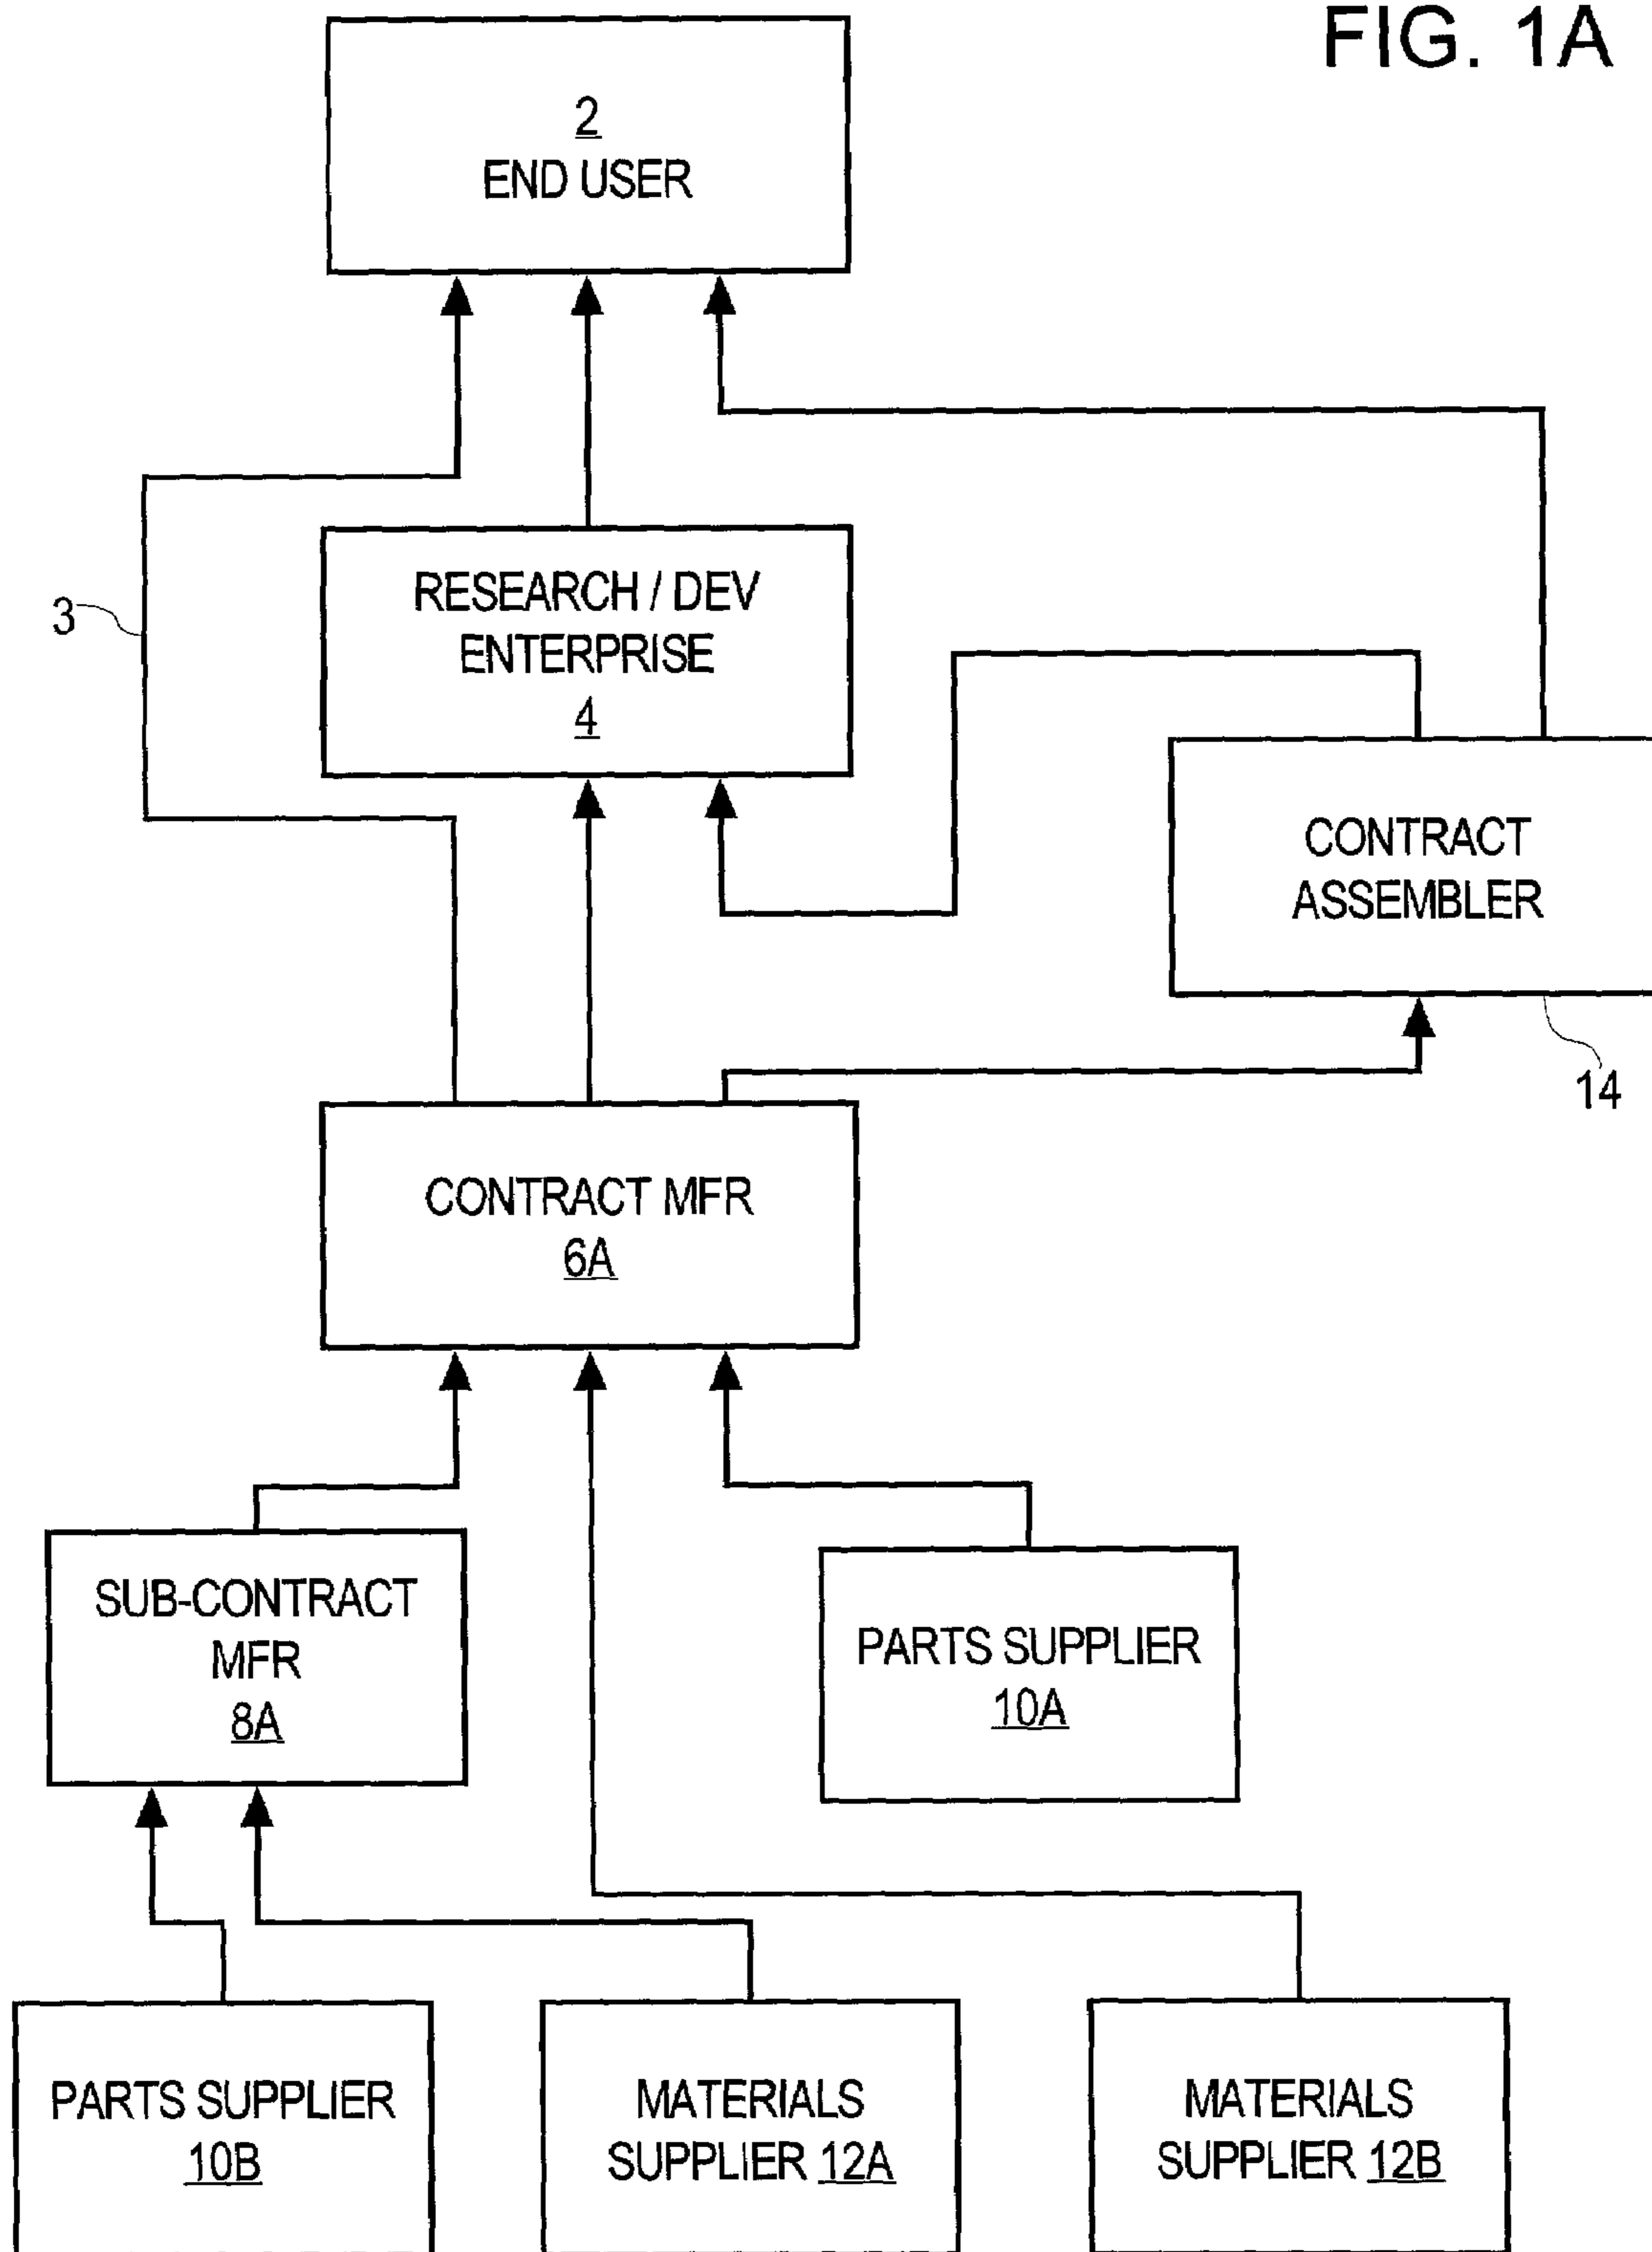 FIG. 1A
2
END USER
3
RESEARCH / DEV
ENTERPRISE
4
CONTRACT
ASSEMBLER
14
CONTRACT MFR
6A
SUB-CONTRACT
MFR
8A
PARTS SUPPLIER
10A
PARTS SUPPLIER
10B
MATERIALS
SUPPLIER 12A
MATERIALS
SUPPLIER 12B